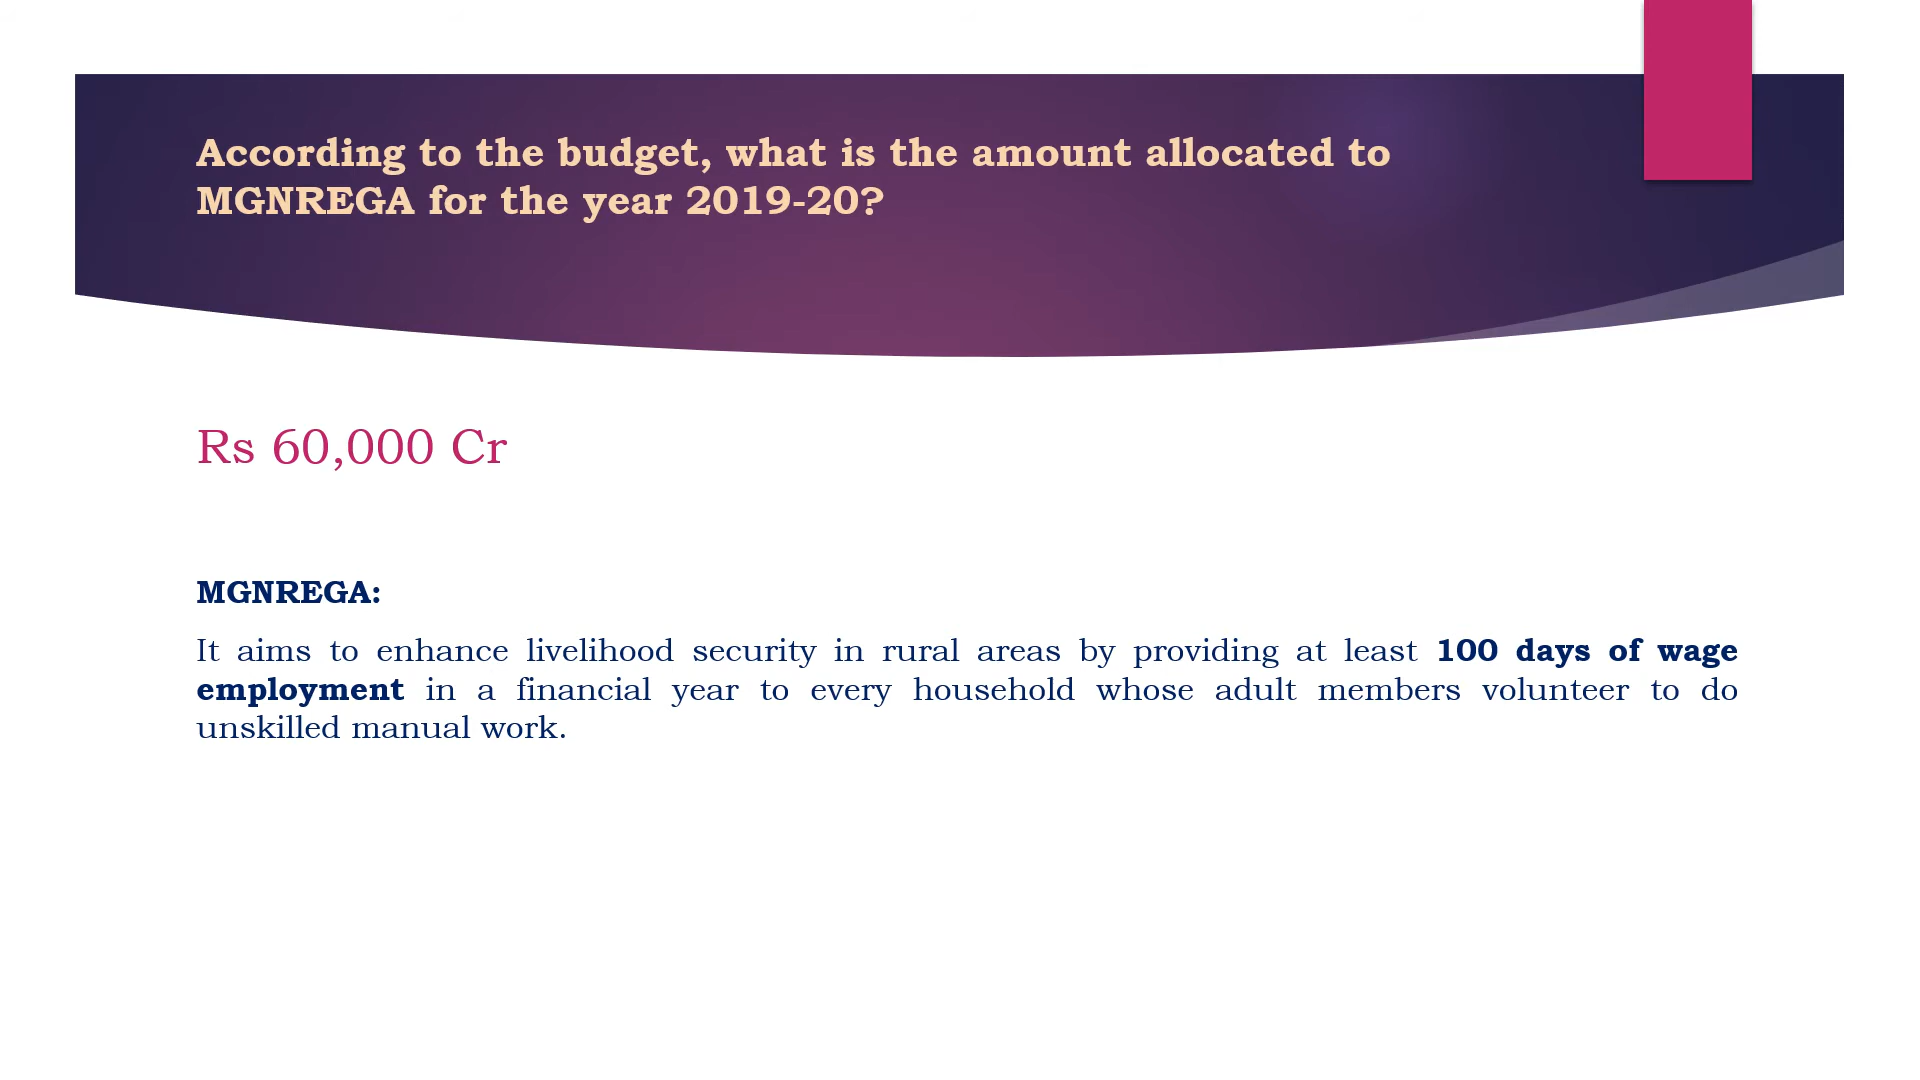 According to the budget, what is the amount allocated to
MGNREGA for the year 2019-20?
Rs 60,000 Cr
MGNREGA:
It aims to enhance livelihood security in rural areas by providing at least 100 days of wage
employment in a financial year to every household whose adult members volunteer to do
unskilled manual work.